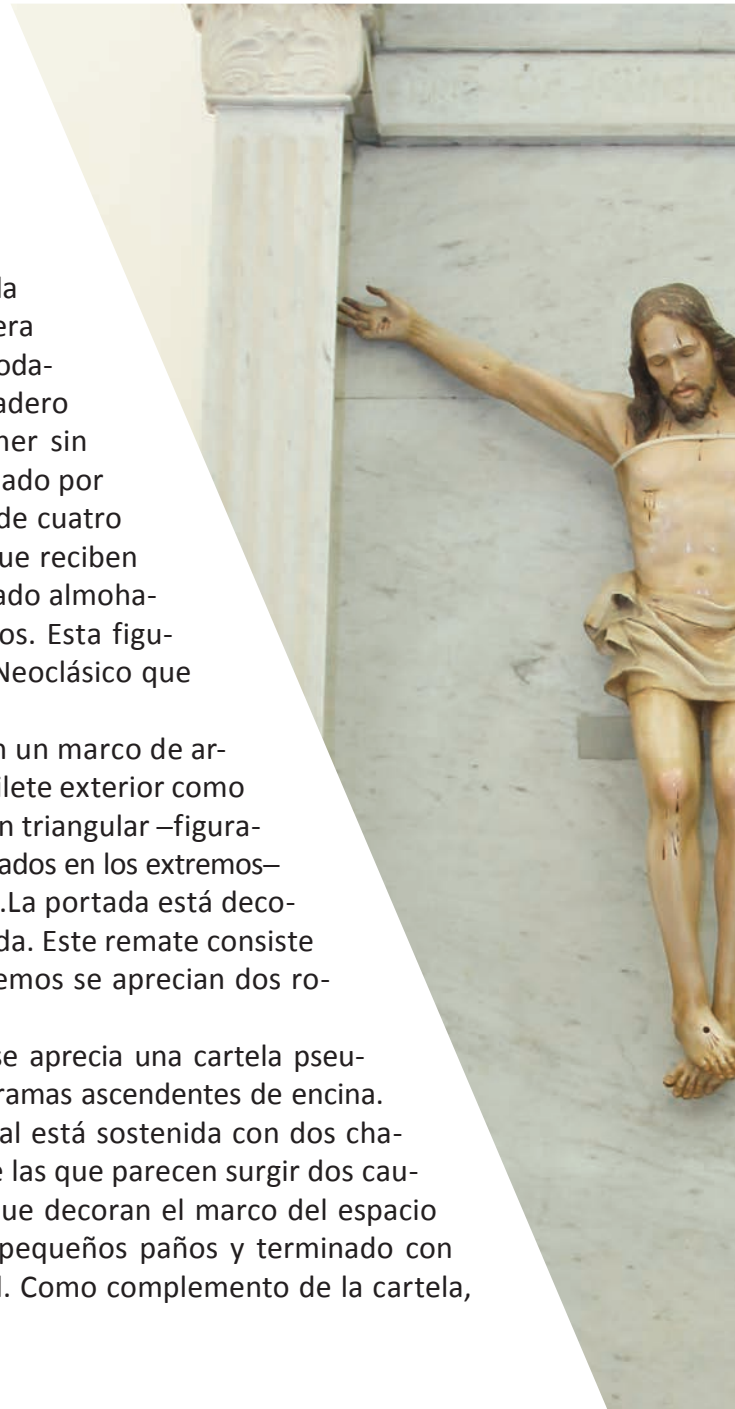 la
era
oda-
adero
ner sin
ado por
de cuatro
ue reciben
ado almoha-
os. Esta figu-
Neoclásico que
n un marco de ar-
ilete exterior como
n triangular –figura-
ados en los extremos–
.La portada está deco-
da. Este remate consiste
emos se aprecian dos ro-
se aprecia una cartela pseu-
ramas ascendentes de encina.
al está sostenida con dos cha-
e las que parecen surgir dos cau-
ue decoran el marco del espacio
pequeños paños y terminado con
l. Como complemento de la cartela,